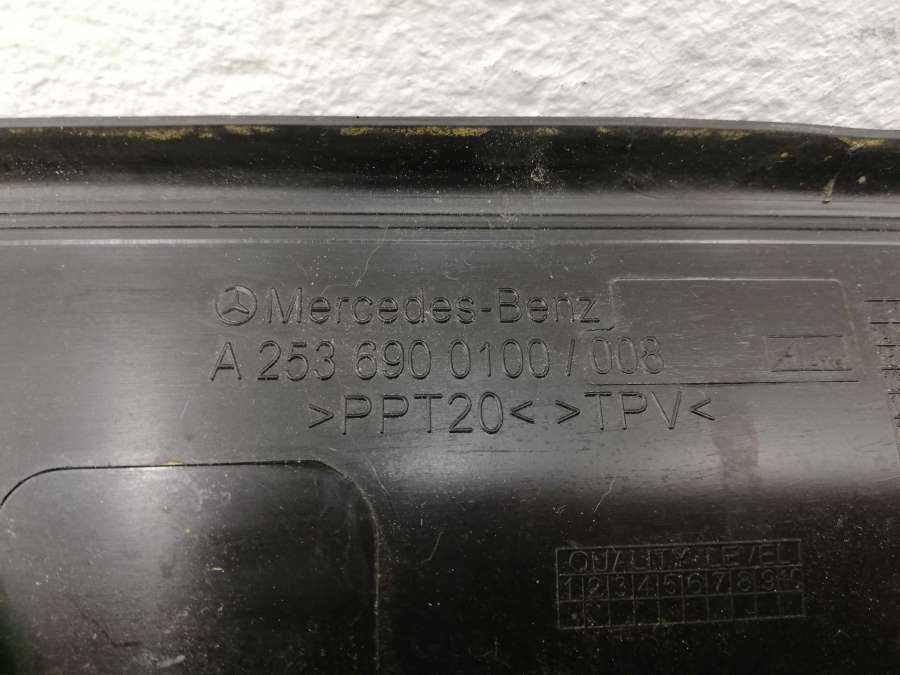 Mercedes-Benz
A 253 690 0100 / 008
>PPT20< >TPV<
QUALITY-LEVEL
1 2 3 4 5 6 7 8 9 10